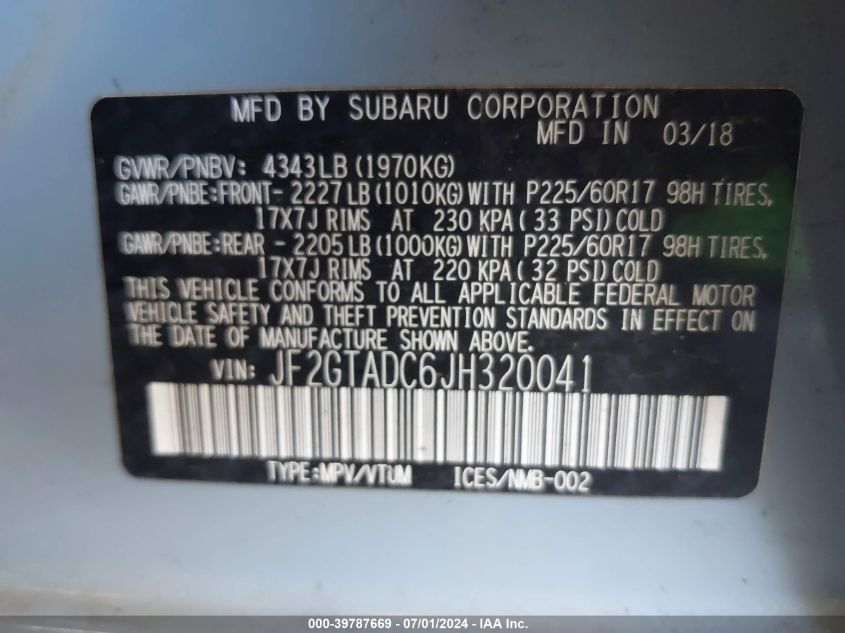 MFD BY SUBARU CORPORATION
MFD IN 03/18
GVWR/PNBV: 4343LB (1970KG)
GAWR/PNBE:FRONT- 2227LB (1010KG) WITH P225/60R17 98H TIRES,
17X7J RIMS AT 230 KPA ( 33 PSI) COLD
GAWR/PNBE:REAR - 2205LB (1000KG) WITH P225/60R17 98H TIRES,
17X7J RIMS AT 220 KPA ( 32 PSI) COLD
THIS VEHICLE CONFORMS TO ALL APPLICABLE FEDERAL MOTOR
VEHICLE SAFETY AND THEFT PREVENTION STANDARDS IN EFFECT ON
THE DATE OF MANUFACTURE SHOWN ABOVE.
VIN: JF2GTADC6JH320041
TYPE:MPV/VTUM ICES/NMB-002
000-39787669 - 07/01/2024 - COPYRIGHT IAA, Inc.